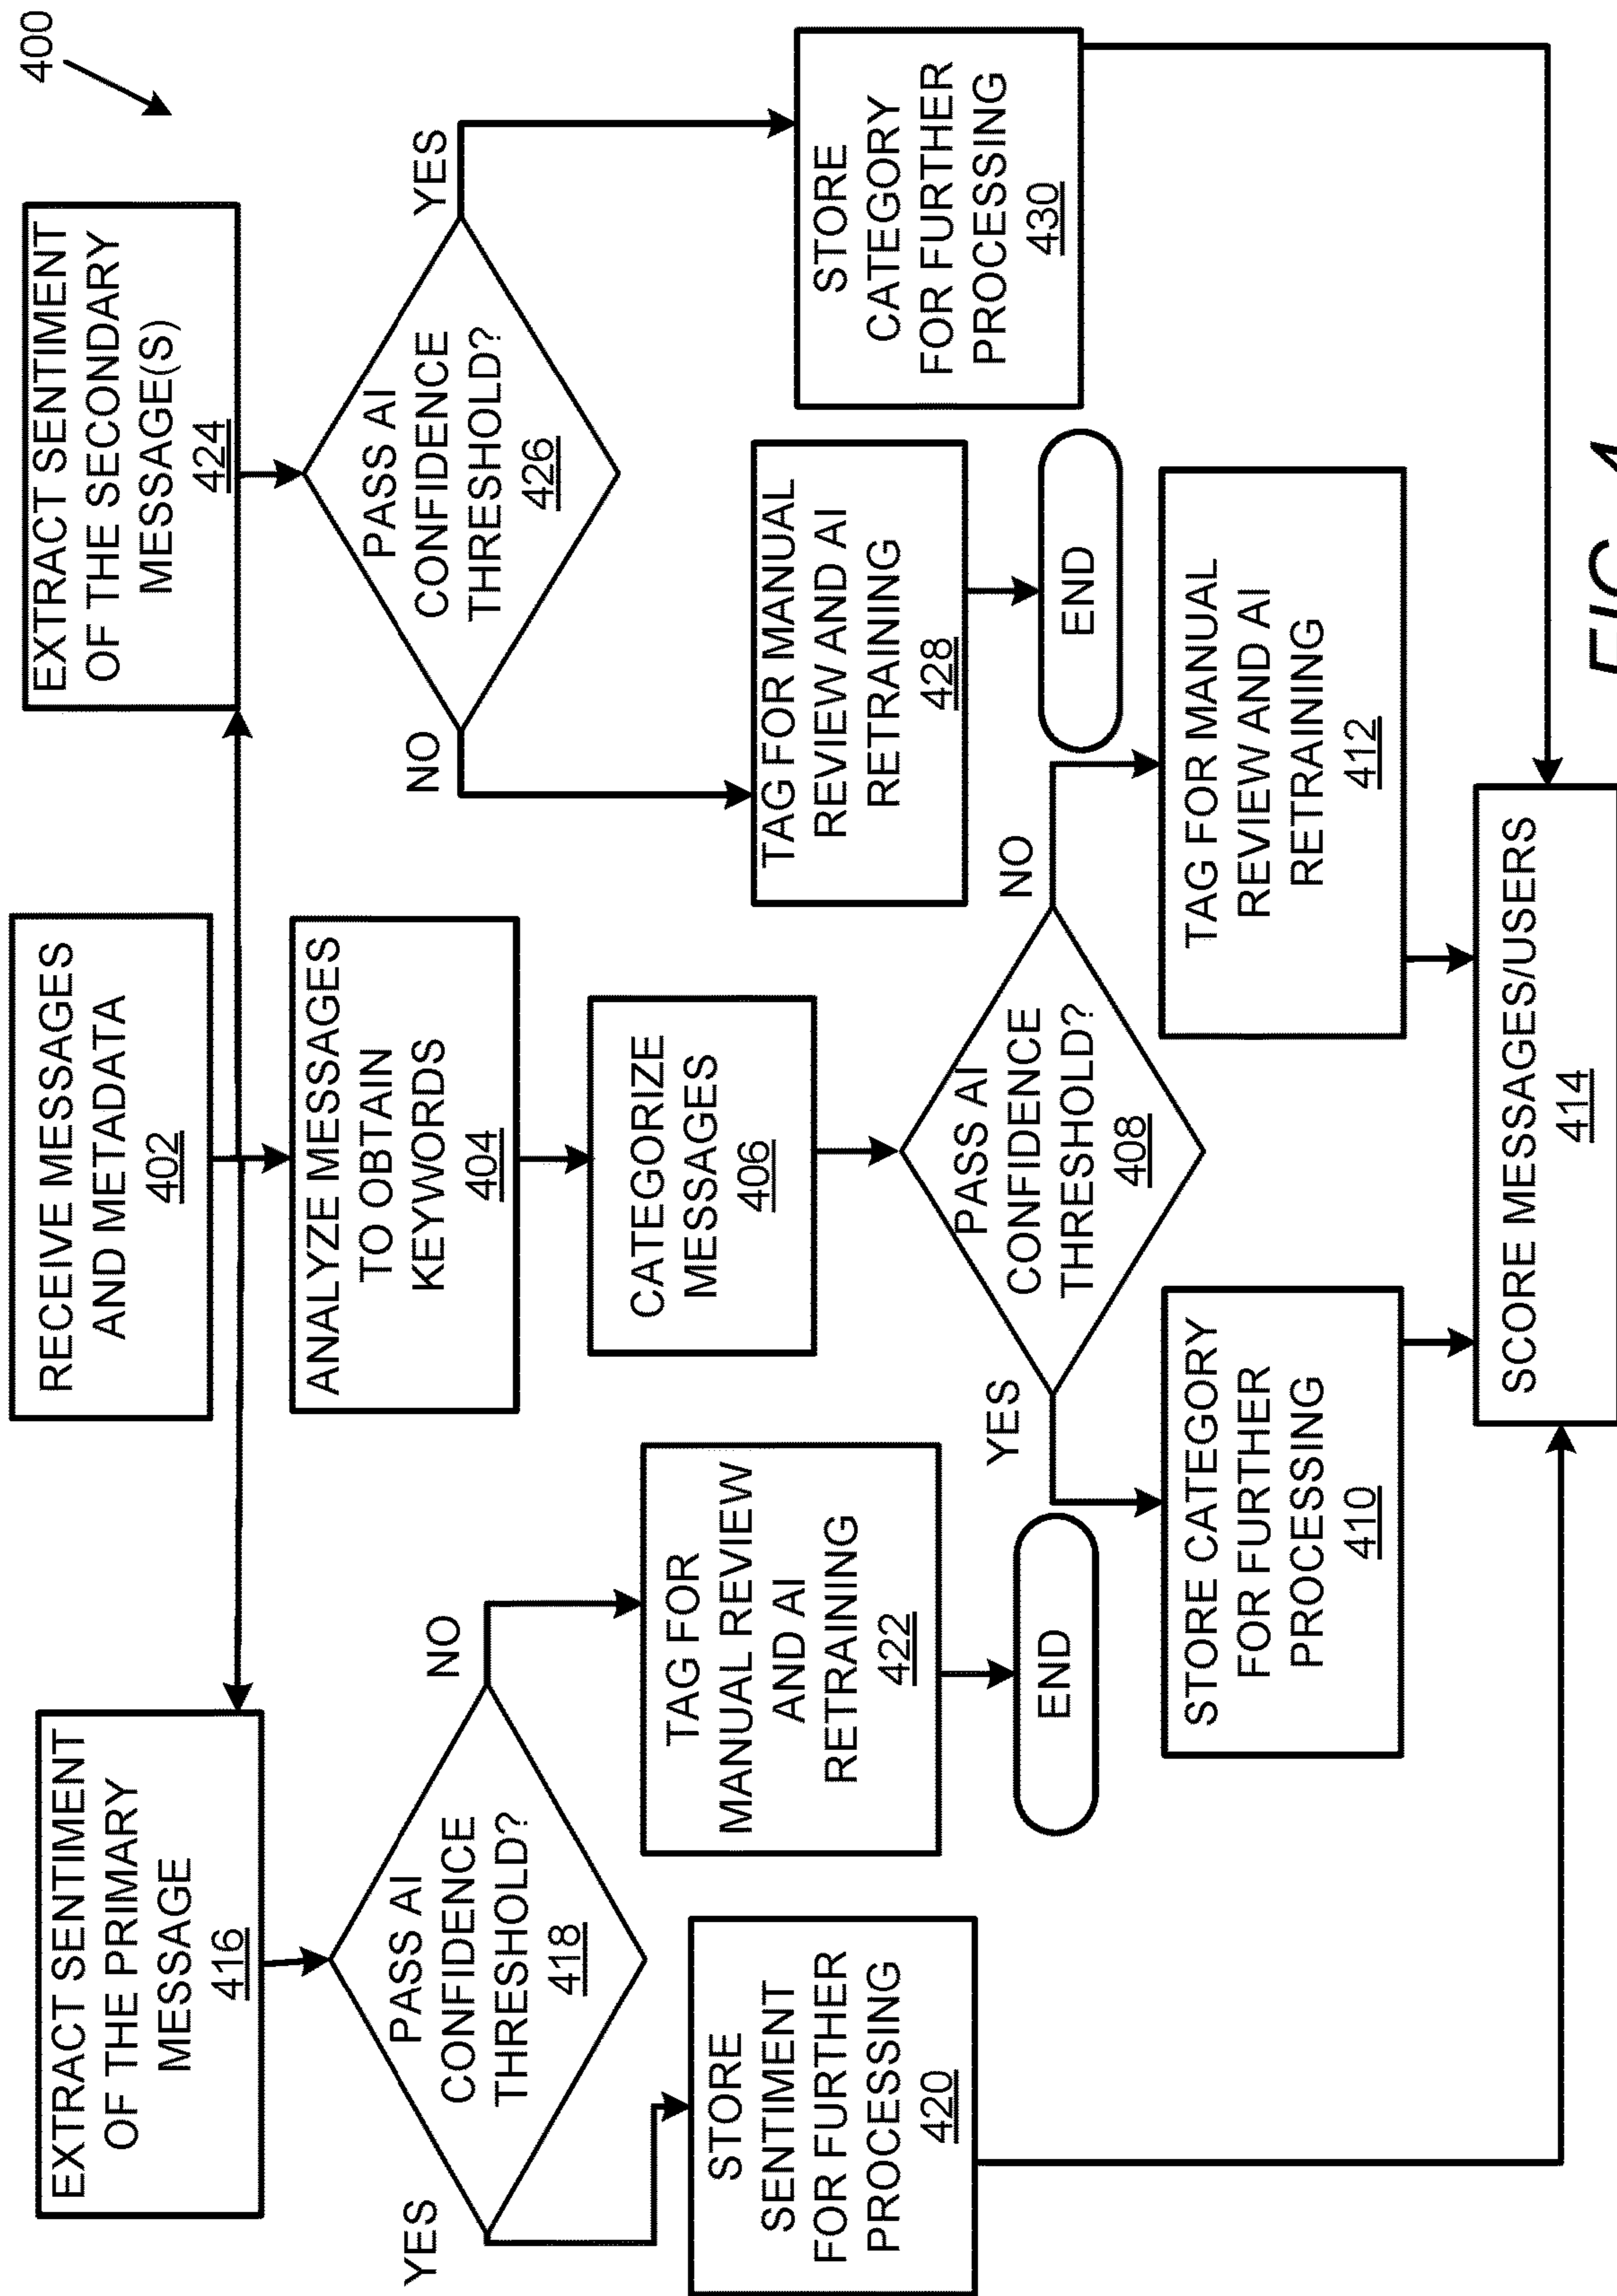 400
RECEIVE MESSAGES
AND METADATA
402
EXTRACT SENTIMENT
OF THE PRIMARY
MESSAGE
416
EXTRACT SENTIMENT
OF THE SECONDARY
MESSAGE(S)
424
ANALYZE MESSAGES
TO OBTAIN
KEYWORDS
404
CATEGORIZE
MESSAGES
406
PASS AI
CONFIDENCE
THRESHOLD?
418
YES
NO
PASS AI
CONFIDENCE
THRESHOLD?
426
NO
YES
STORE
SENTIMENT
FOR FURTHER
PROCESSING
420
TAG FOR
MANUAL REVIEW
AND AI
RETRAINING
422
END
TAG FOR MANUAL
REVIEW AND AI
RETRAINING
428
END
STORE
CATEGORY
FOR FURTHER
PROCESSING
430
PASS AI
CONFIDENCE
THRESHOLD?
408
YES
NO
STORE CATEGORY
FOR FURTHER
PROCESSING
410
TAG FOR MANUAL
REVIEW AND AI
RETRAINING
412
SCORE MESSAGES/USERS
414
FIG. 4